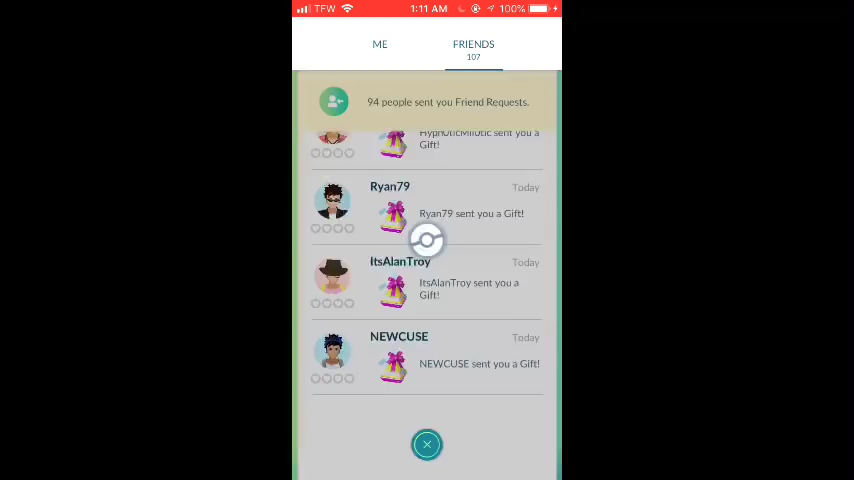 TFW 1:11 AM 100%
ME FRIENDS
107
94 people sent you Friend Requests.
HypnoticMilotic sent you a
Gift!
Ryan79 Today
Ryan79 sent you a Gift!
ItsAlanTroy Today
ItsAlanTroy sent you a
Gift!
NEWCUSE Today
NEWCUSE sent you a Gift!